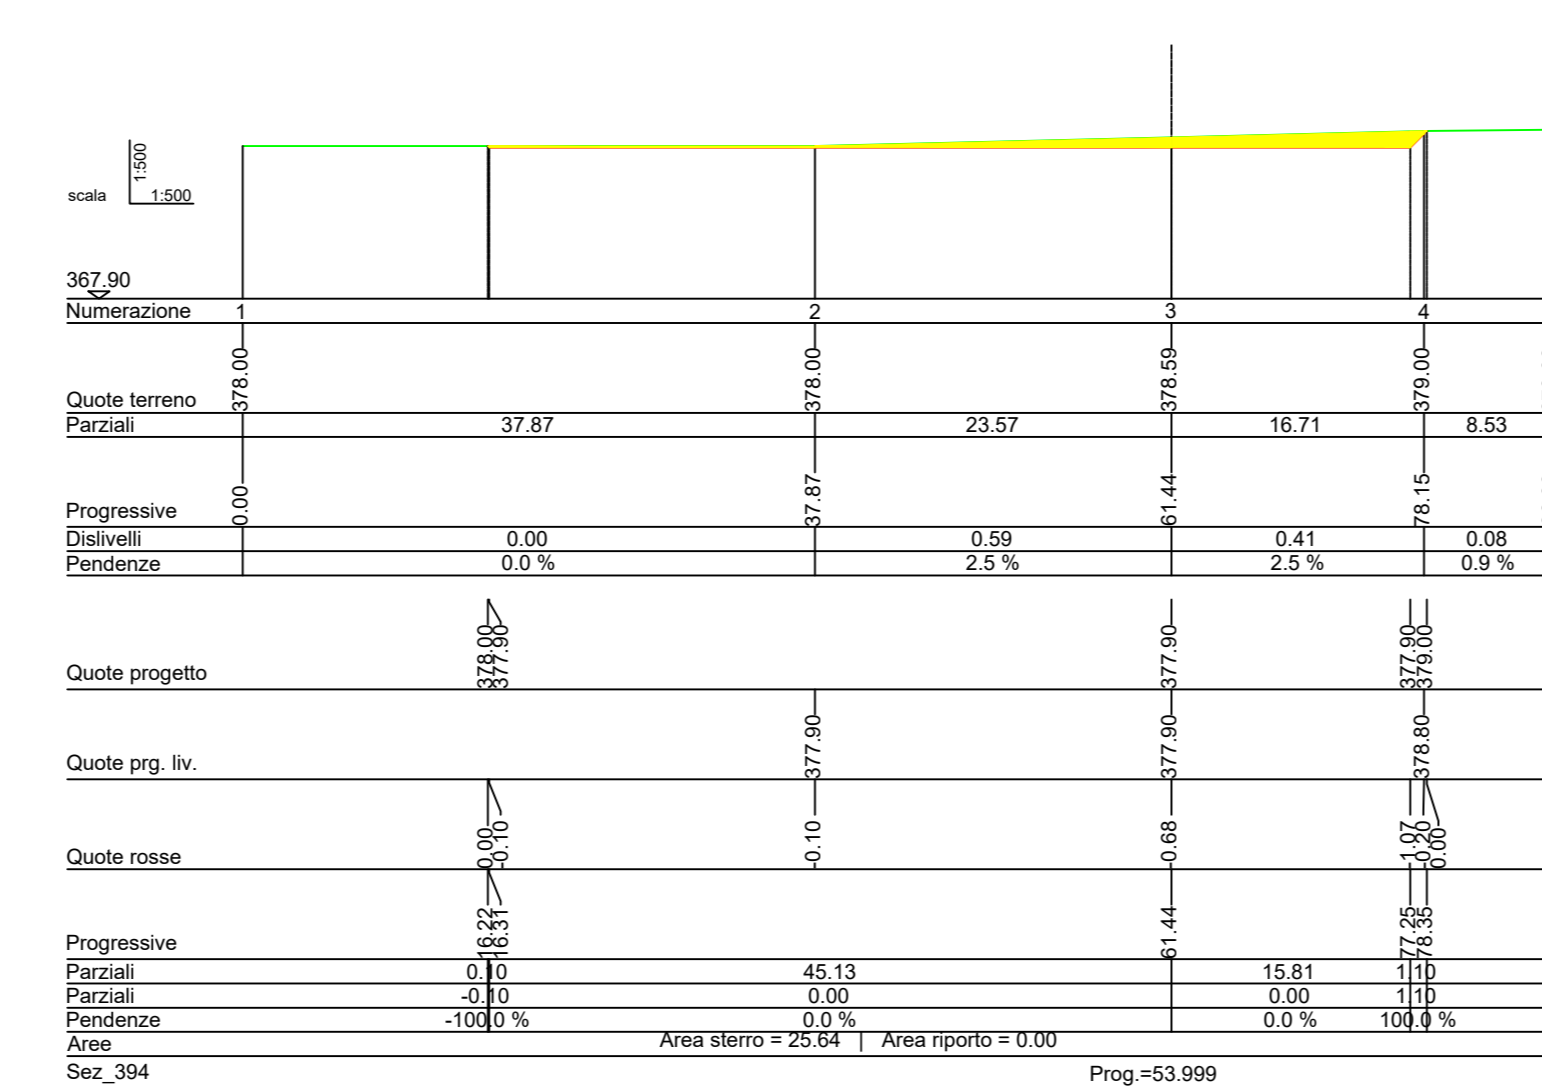 1:500
scala 1:500
367.90
Numerazione 1 2 3 4
Quote terreno 378.00 378.00 378.59 379.00
Parziali 37.87 23.57 16.71 8.53
Progressive 0.00 37.87 61.44 78.15
Dislivelli 0.00 0.59 0.41 0.08
Pendenze 0.0 % 2.5 % 2.5 % 0.9 %
Quote progetto 378.00 377.90 377.90 377.90 379.00
Quote prg. liv. 377.90 377.90 378.80
Quote rosse 0.00 -0.10 -0.10 -0.68 -1.07 -0.20 0.00
Progressive 16.22 16.31 61.44 77.25 78.35
Parziali 0.10 45.13 15.81 1.10
Parziali -0.10 0.00 0.00 1.10
Pendenze -100.0 % 0.0 % 0.0 % 100.0 %
Aree Area sterro = 25.64 | Area riporto = 0.00
Sez_394 Prog.=53.999